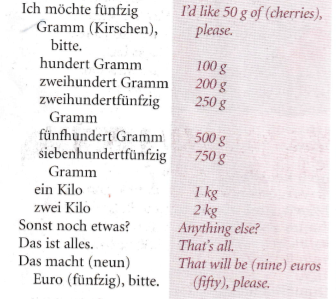 Ich möchte fünfzig
Gramm (Kirschen),
bitte.
hundert Gramm
zweihundert Gramm
zweihundertfünfzig
Gramm
fünfhundert Gramm
siebenhundertfünfzig
Gramm
ein Kilo
zwei Kilo
Sonst noch etwas?
Das ist alles.
Das macht (neun)
Euro (fünfzig), bitte.
I'd like 50 g of (cherries),
please.
100 g
200 g
250 g
500 g
750 g
1 kg
2 kg
Anything else?
That's all.
That will be (nine) euros
(fifty), please.